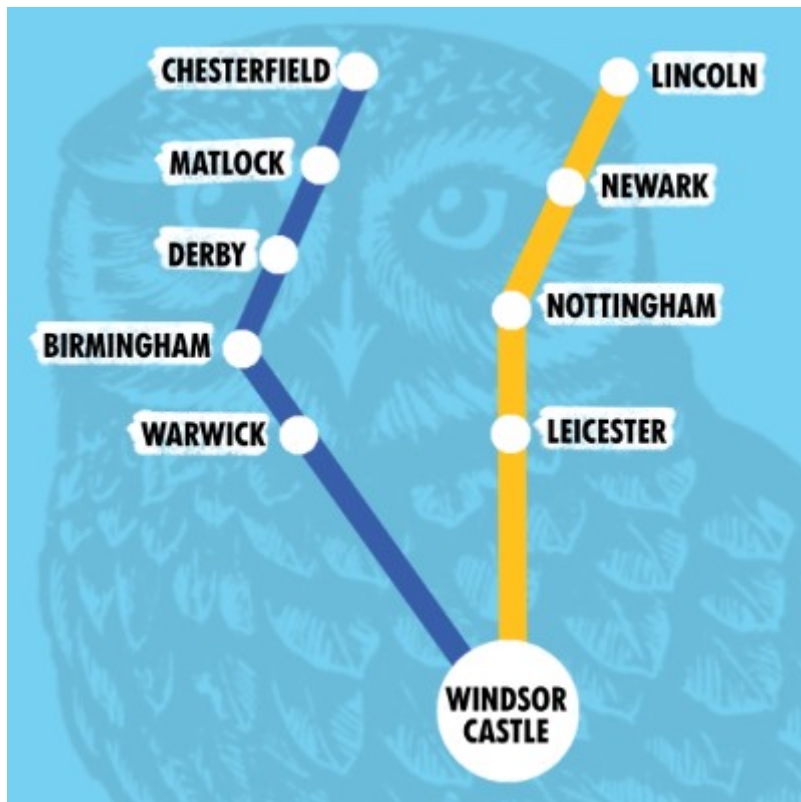 CHESTERFIELD
LINCOLN
MATLOCK
NEWARK
DERBY
NOTTINGHAM
BIRMINGHAM
WARWICK
LEICESTER
WINDSOR
CASTLE